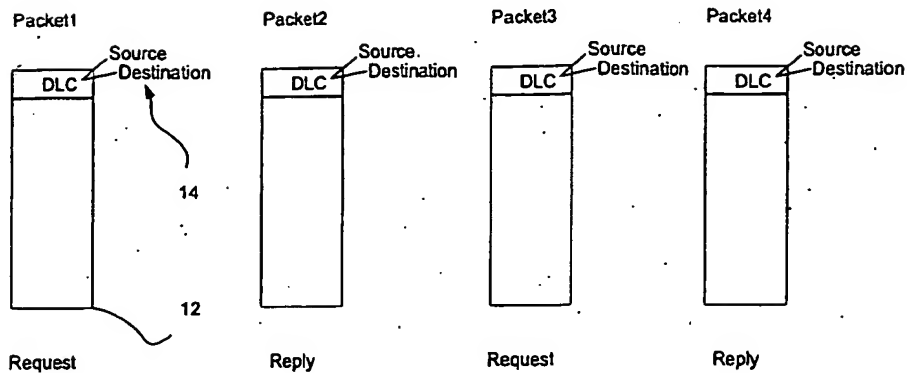 Packet1
Packet2
Packet3
Packet4
Source
Destination
DLC
Source.
Destination
DLC
Source
Destination
DLC
Source
Destination
DLC
14
12
Request
Reply
Request
Reply